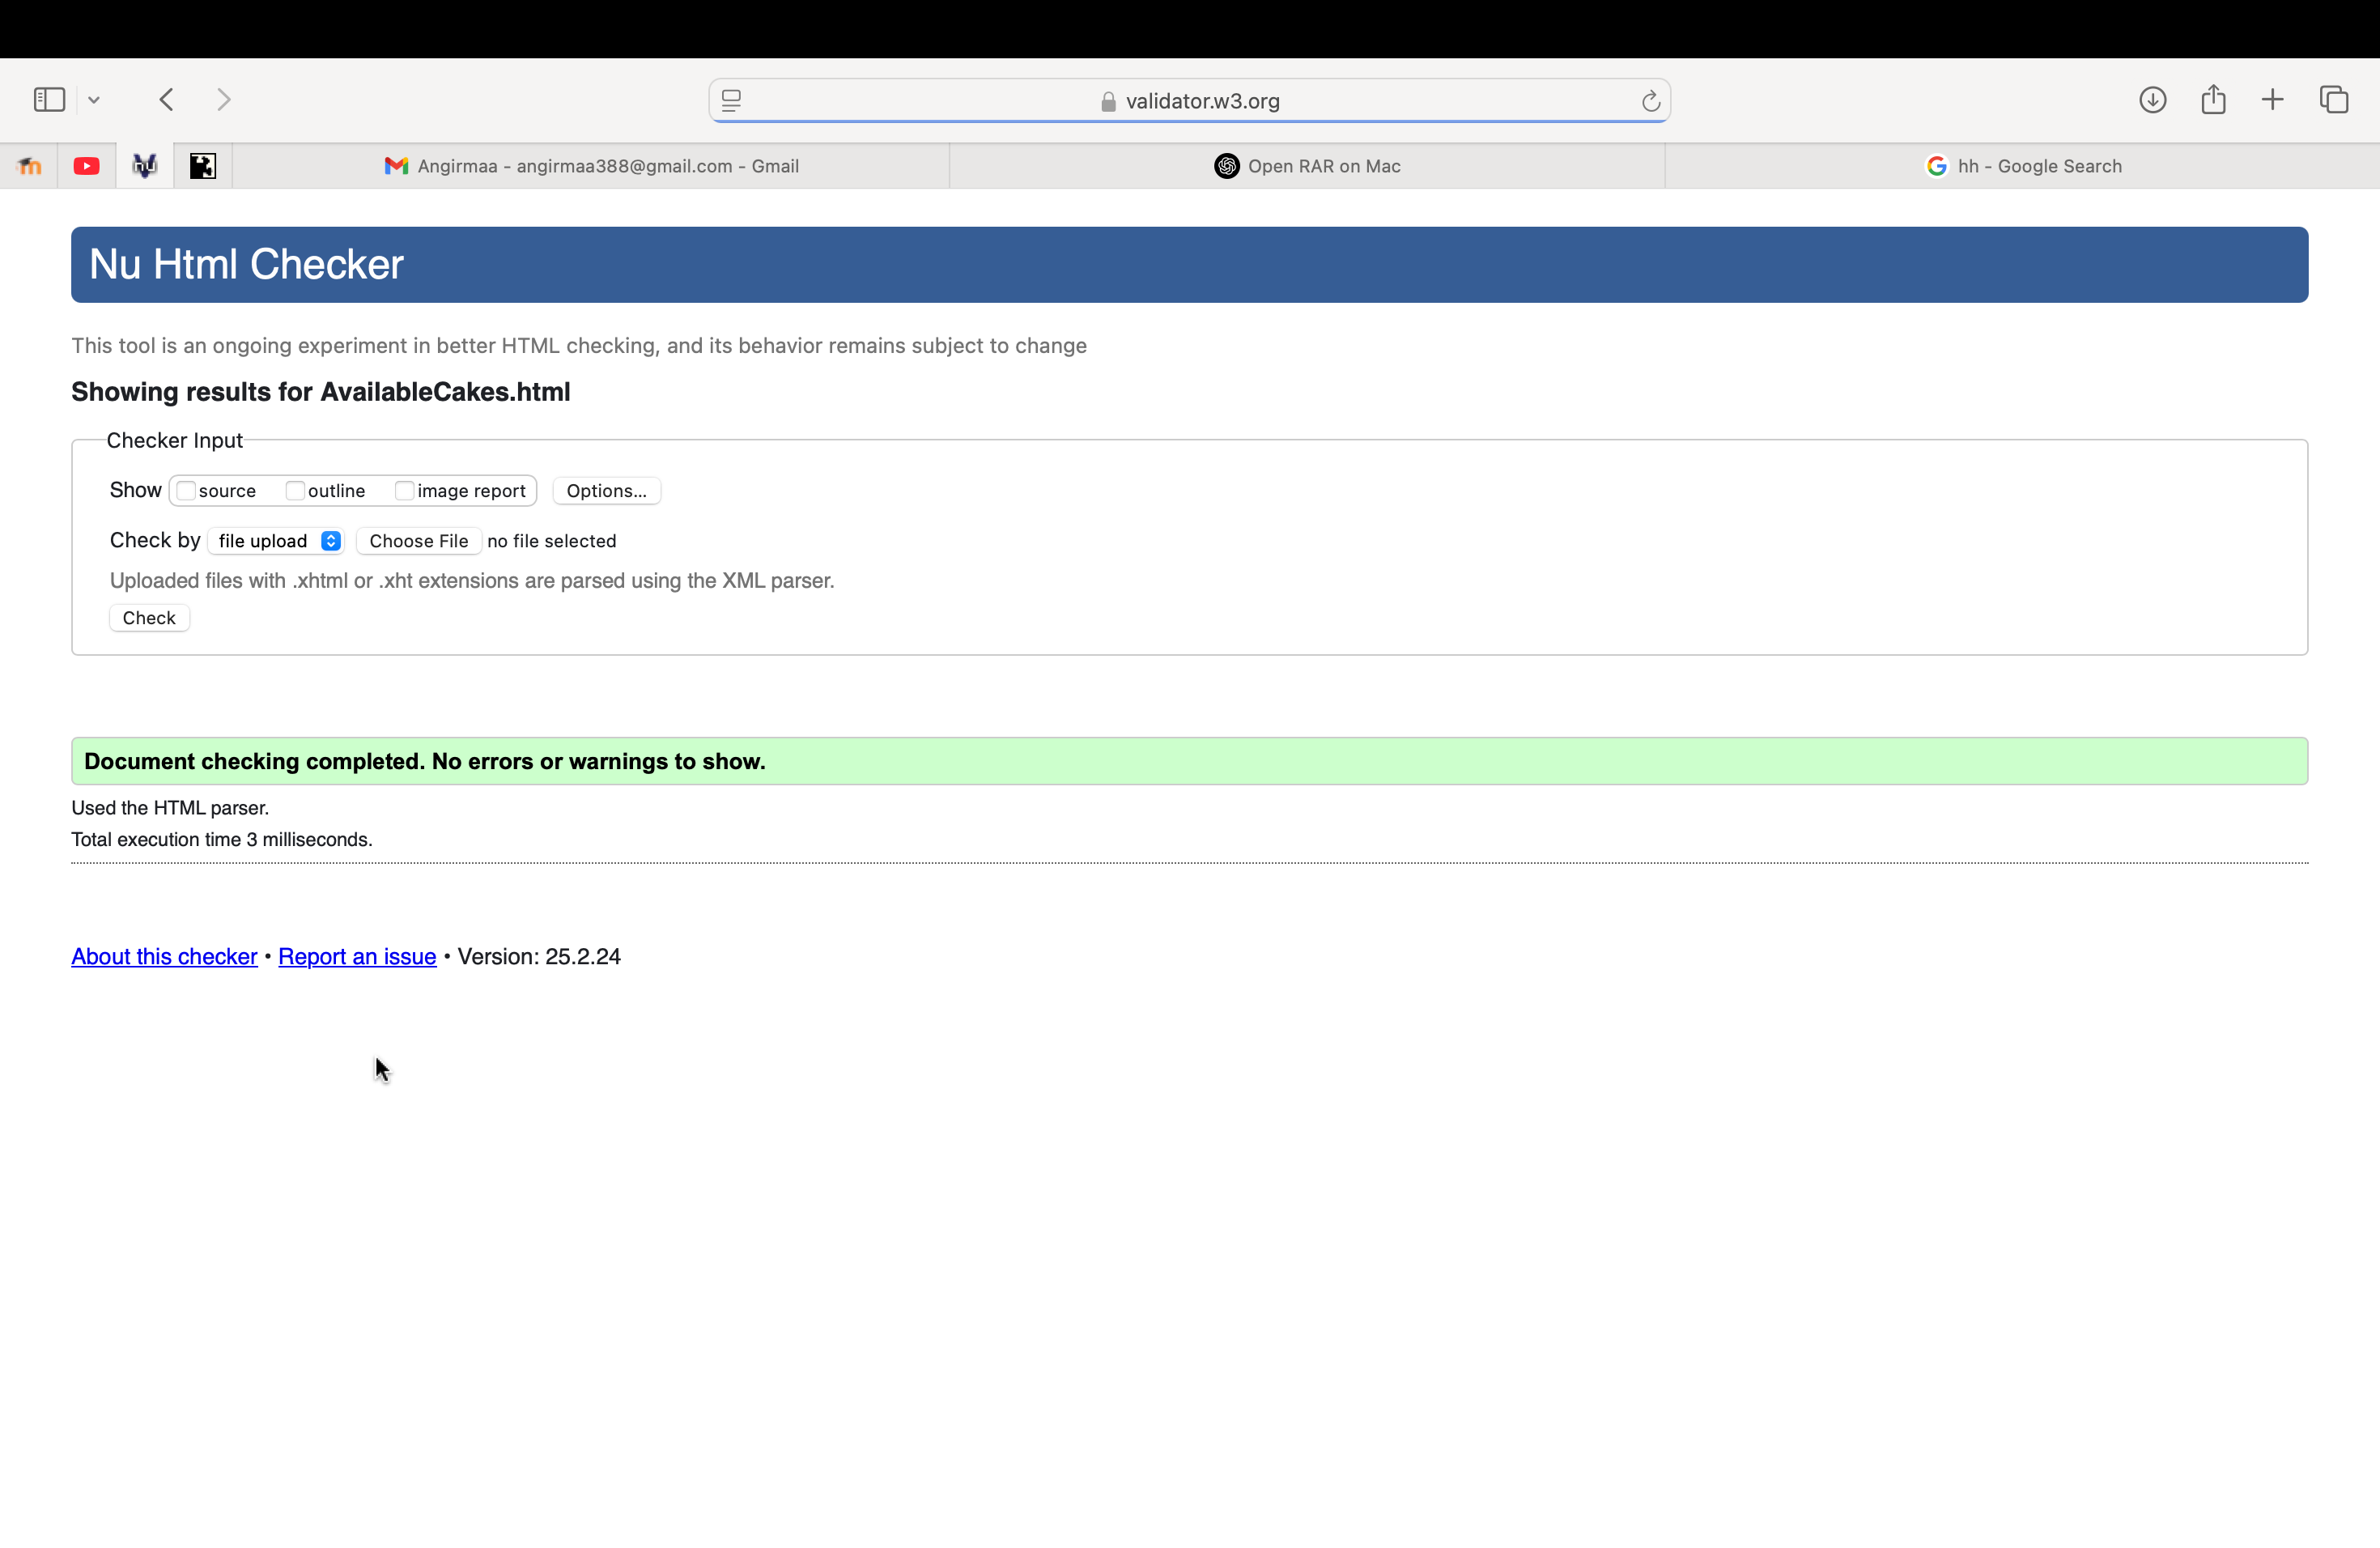 validator.w3.org
m
nu
Angirmaa - angirmaa388@gmail.com - Gmail
Open RAR on Mac
hh - Google Search
Nu Html Checker
This tool is an ongoing experiment in better HTML checking, and its behavior remains subject to change
Showing results for AvailableCakes.html
Checker Input
Show source outline image report Options...
Check by file upload Choose File no file selected
Uploaded files with .xhtml or .xht extensions are parsed using the XML parser.
Check
Document checking completed. No errors or warnings to show.
Used the HTML parser.
Total execution time 3 milliseconds.
About this checker • Report an issue • Version: 25.2.24